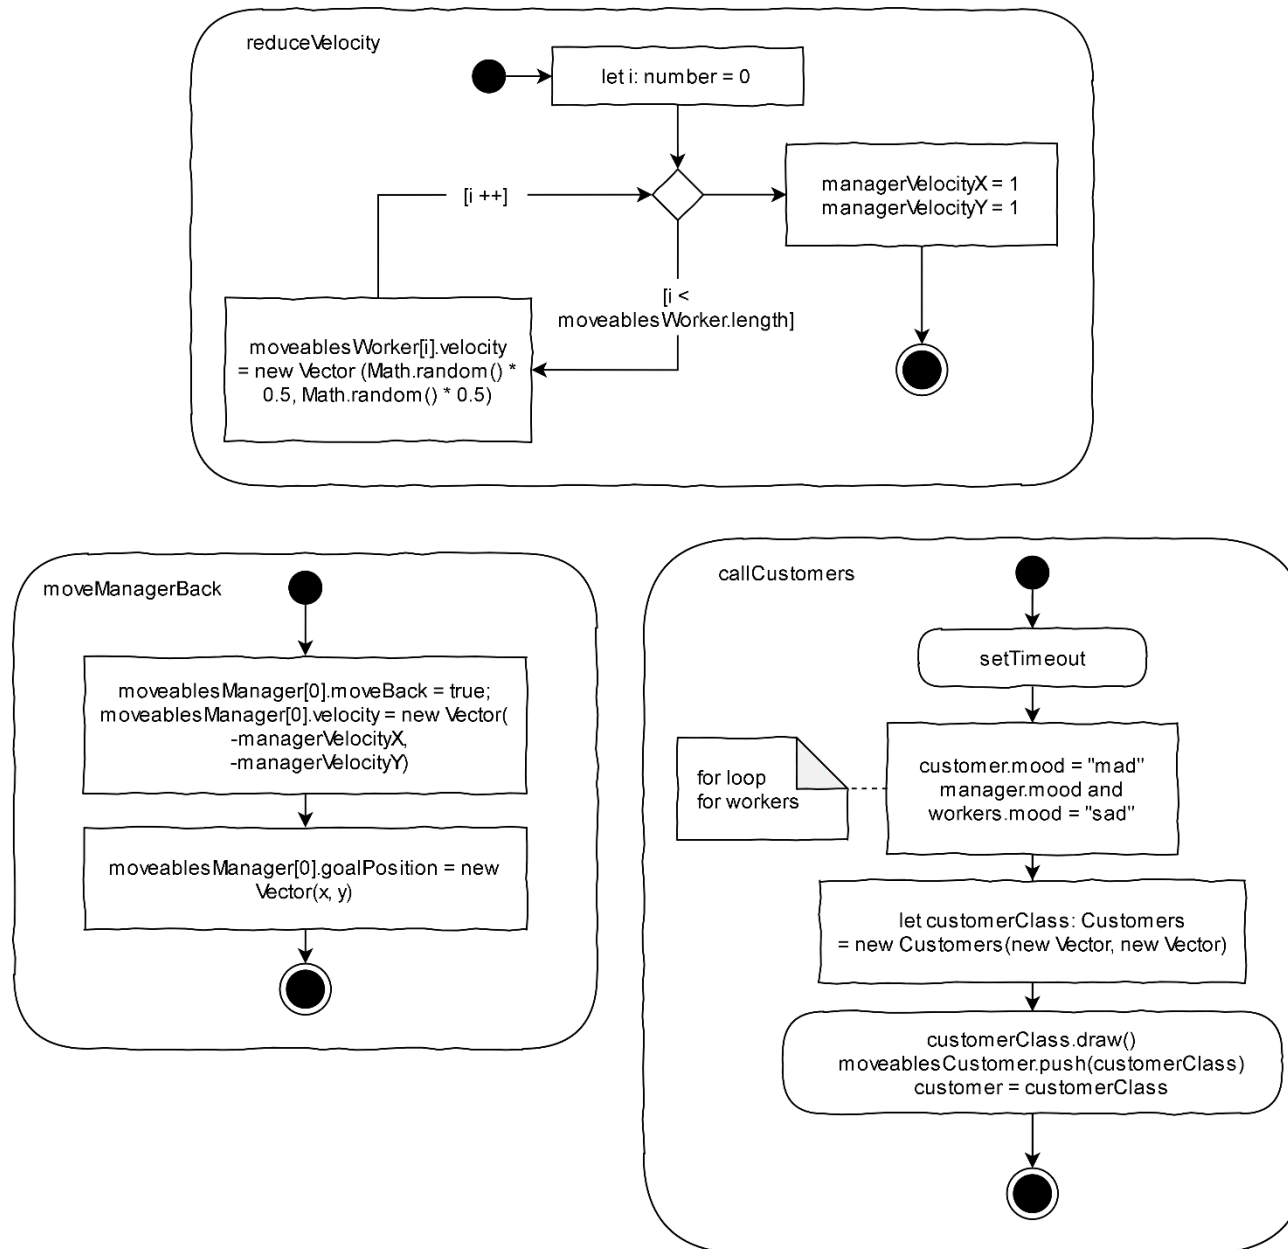 reduceVelocity
let i: number = 0
[i ++]
managerVelocityX = 1
managerVelocityY = 1
[i <
moveablesWorker.length]
moveablesWorker[i].velocity
= new Vector (Math.random() *
0.5, Math.random() * 0.5)
moveManagerBack
moveablesManager[0].moveBack = true;
moveablesManager[0].velocity = new Vector(
-managerVelocityX,
-managerVelocityY)
moveablesManager[0].goalPosition = new
Vector(x, y)
callCustomers
setTimeout
for loop
for workers
customer.mood = "mad"
manager.mood and
workers.mood = "sad"
let customerClass: Customers
= new Customers(new Vector, new Vector)
customerClass.draw()
moveablesCustomer.push(customerClass)
customer = customerClass